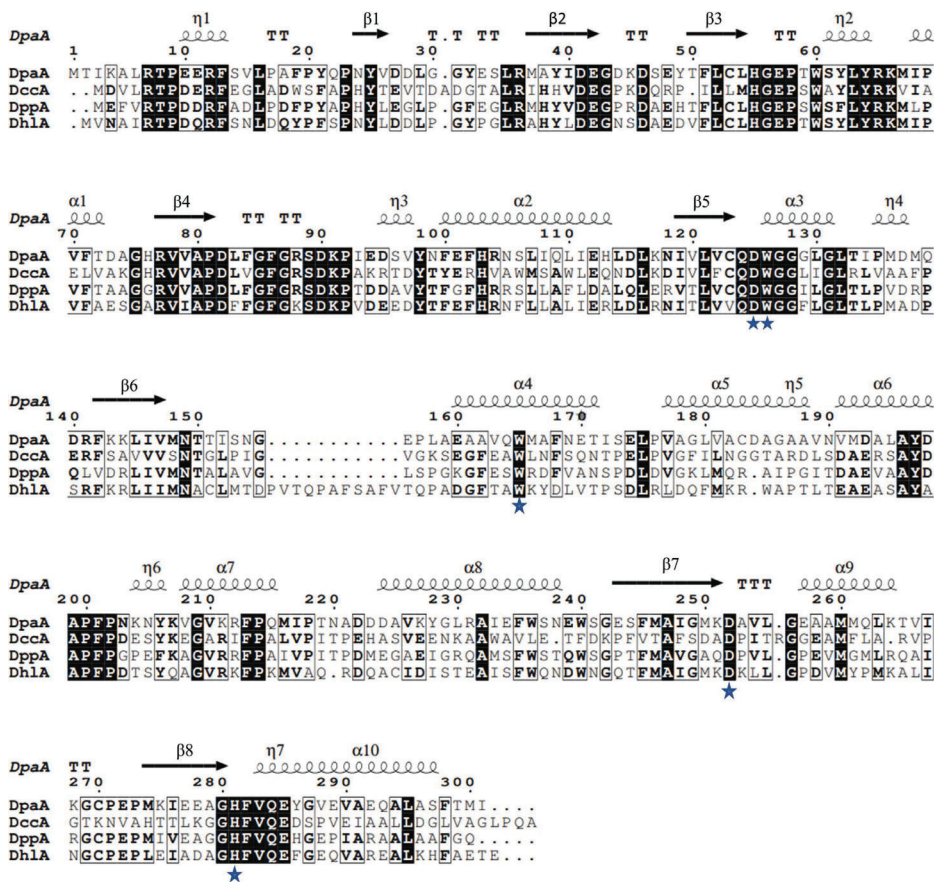 DpaA η1 TT β1 T.T TT β2 TT β3 TT η2
1 10 20 30 40 50 60
DpaA MTIKALRTPEERFSVLPAFPYQPNYVDDLG.GYESLRMAYIDEGDKDSEYTFLCLHGEPTWSYLYRKMIP
DccA ..MDVLRTPDERFEGLADWSFAPHYTEVTDADGTALRIHHVDEGPKDQRP.ILLMHGEPSWAYLYRKVIA
DppA ..MEFVRTPDERFADLPDFPYAPHYLEGLP.GFEGLRMHYVDEGPRDAEHTFLCLHGEPTWSFLYRKMLP
DhlA .MVNAIRTPDQRFSNLDQYPFSPNYLDDLP.GYPGLRAHYLDEGNSDAEDVFLCLHGEPTWSYLYRKMIP
DpaA α1 β4 TT TT η3 α2 β5 α3 η4
70 80 90 100 110 120 130
DpaA VFTDAGHRVVAPDLFGFGRSDKPIEDSVYNFEFHRNSLIQLIEHLDLKNIVLVCQDWGGGLGLTIPMDMQ
DccA ELVAKGHRVVAPDLVGFGRSDKPAKRTDYTYERHVAWMSAWLEQNDLKDIVLFCQDWGGLIGLRLVAAFP
DppA VFTAAGGRVVAPDLFGFGRSDKPTDDAVYTFGFHRRSLLAFLDALQLERVTLVCQDWGGILGLTLPVDRP
DhlA VFAESGARVIAPDFFGFGKSDKPVDEEDYTFEFHRNFLLALIERLDLRNITLVVQDWGGFLGLTLPMADP
DpaA β6 α4 α5 η5 α6
140 150 160 170 180 190
DpaA DRFKKLIVMNTTISNG............EPLAEAAVQWMAFNETISELPVAGLVACDAGAAVNVMDALAYD
DccA ERFSAVVVSNTGLPIG............VGKSEGFEAWLNFSQNTPELPVGFILNGGTARDLSDAERSAYD
DppA QLVDRLIVMNTALAVG............LSPGKGFESWRDFVANSPDLDVGKLMQR.AIPGITDAEVAAYD
DhlA SRFKRLIIMNACLMTDPVTQPAFSAFVTQPADGFTAWKYDLVTPSDLRLDQFMKR.WAPTLTEAEASAYA
DpaA η6 α7 α8 β7 TTT α9
200 210 220 230 240 250 260
DpaA APFPNKNYKVGVKRFPQMIPTNADDDAVKYGLRAIEFWSNEWSGESFMAIGMKDAVLGEAAMMQLKTVI
DccA APFPDESYKEGARIFPALVPITPEHASVEENKAAWAVLE.TFDKPFVTAFSDADPITRGGEAMFLA.RVP
DppA APFPGPEFKAGVRRFPAIVPITPDMEGAEIGRQAMSFWSTQWSGPTFMAVGAQDPVL.GPEVMGMLRQAI
DhlA APFPDTSYQAGVRKFPKMVAQ.RDQACIDISTEAISFWQNDWNGQTFMAIGMKDKLL.GPDVMYPMKALI
DpaA TT β8 η7 α10
270 280 290 300
DpaA KGCPEPMKIEEAGHFVQEYGVEVAEQALASFTMI....
DccA GTKNVAHTTLKGGHFVQEDSPVEIAALLDGLVAGLPQA
DppA RGCPEPMIVEAGGHFVQEHGEPIARAALAAFGQ.....
DhlA NGCPEPLEIADAGHFVQEFGEQVAREALKHFAETE...